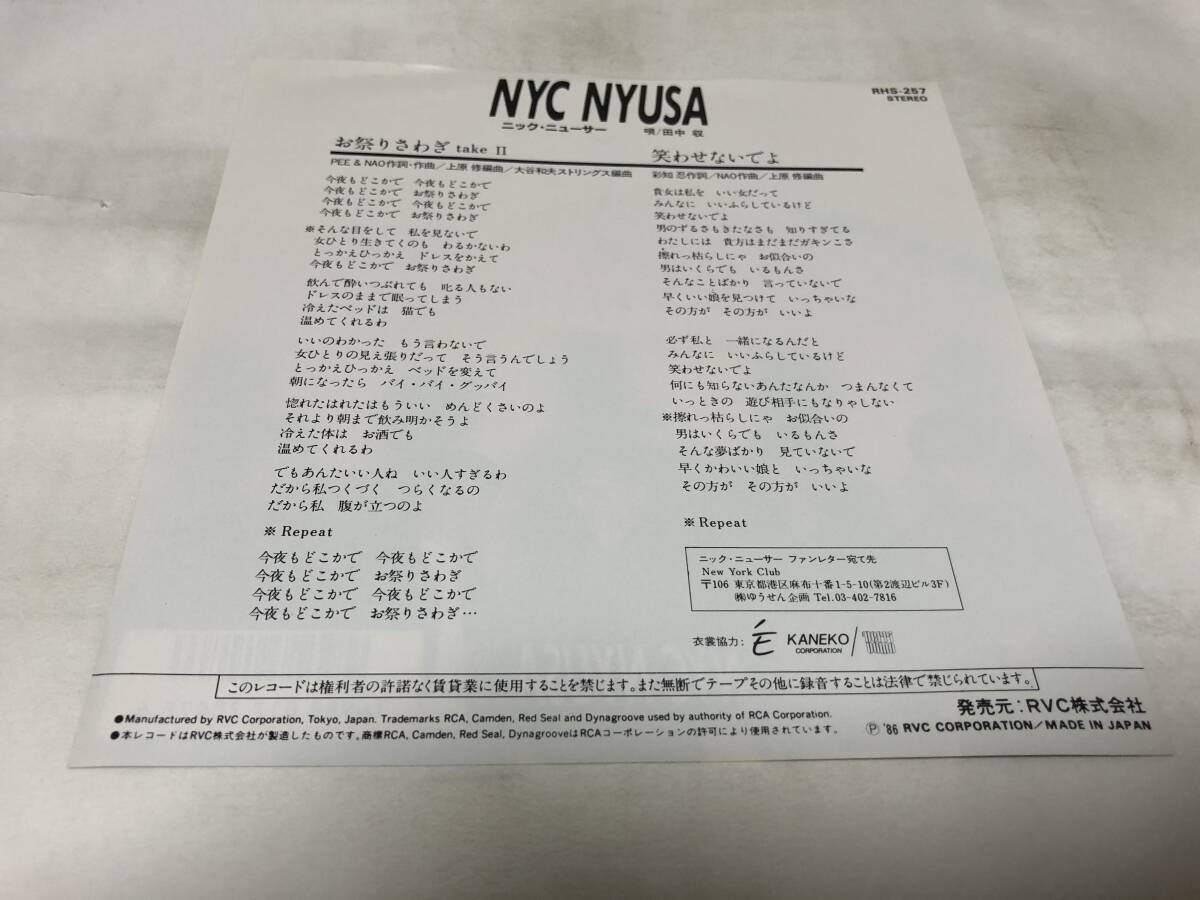 NYC NYUSA
ニック・ニューサー 唄/田中 収
RHS-257
STEREO
お祭りさわぎ take II
PEE & NAO作詞・作曲/上原 修編曲/大谷和夫ストリングス編曲
今夜もどこかで 今夜もどこかで
今夜もどこかで お祭りさわぎ
今夜もどこかで 今夜もどこかで
今夜もどこかで お祭りさわぎ
※そんな目をして 私を見ないで
女ひとり生きてくのも わるかないわ
とっかえひっかえ ドレスをかえて
今夜もどこかで お祭りさわぎ
飲んで酔いつぶれても 叱る人もない
ドレスのままで眠ってしまう
冷えたベッドは 猫でも
温めてくれるわ
いいのわかった もう言わないで
女ひとりの見え張りだって そう言うんでしょう
とっかえひっかえ ベッドを変えて
朝になったら バイ・バイ・グッバイ
惚れたはれたはもういい めんどくさいのよ
それより朝まで飲み明かそうよ
冷えた体は お酒でも
温めてくれるわ
でもあんたいい人ね いい人すぎるわ
だから私つくづく つらくなるの
だから私 腹が立つのよ
※ Repeat
今夜もどこかで 今夜もどこかで
今夜もどこかで お祭りさわぎ
今夜もどこかで 今夜もどこかで
今夜もどこかで お祭りさわぎ…
笑わせないでよ
彩知 忍作詞/NAO作曲/上原 修編曲
貴女は私を いい女だって
みんなに いいふらしているけど
笑わせないでよ
男のずるさもきたなさも 知りすぎてる
わたしには 貴方はまだまだガキンこさ
擦れっ枯らしにゃ お似合いの
男はいくらでも いるもんさ
そんなことばかり 言っていないで
早くいい娘を見つけて いっちゃいな
その方が その方が いいよ
必ず私と 一緒になるんだと
みんなに いいふらしているけど
笑わせないでよ
何にも知らないあんたなんか つまんなくて
いっときの 遊び相手にもなりゃしない
※擦れっ枯らしにゃ お似合いの
男はいくらでも いるもんさ
そんな夢ばかり 見ていないで
早くかわいい娘と いっちゃいな
その方が その方が いいよ
※ Repeat
ニック・ニューサー ファンレター宛て先
New York Club
〒106 東京都港区麻布十番1-5-10(第2渡辺ビル3F)
㈱ゆうせん企画 Tel.03-402-7816
衣裳協力: É KANEKO CORPORATION/
このレコードは権利者の許諾なく賃貸業に使用することを禁じます。また無断でテープその他に録音することは法律で禁じられています。
●Manufactured by RVC Corporation, Tokyo, Japan. Trademarks RCA, Camden, Red Seal and Dynagroove used by authority of RCA Corporation.
●本レコードはRVC株式会社が製造したものです。商標RCA, Camden, Red Seal, DynagrooveはRCAコーポレーションの許可により使用されています。
発売元:RVC株式会社
Ⓟ '86 RVC CORPORATION/MADE IN JAPAN